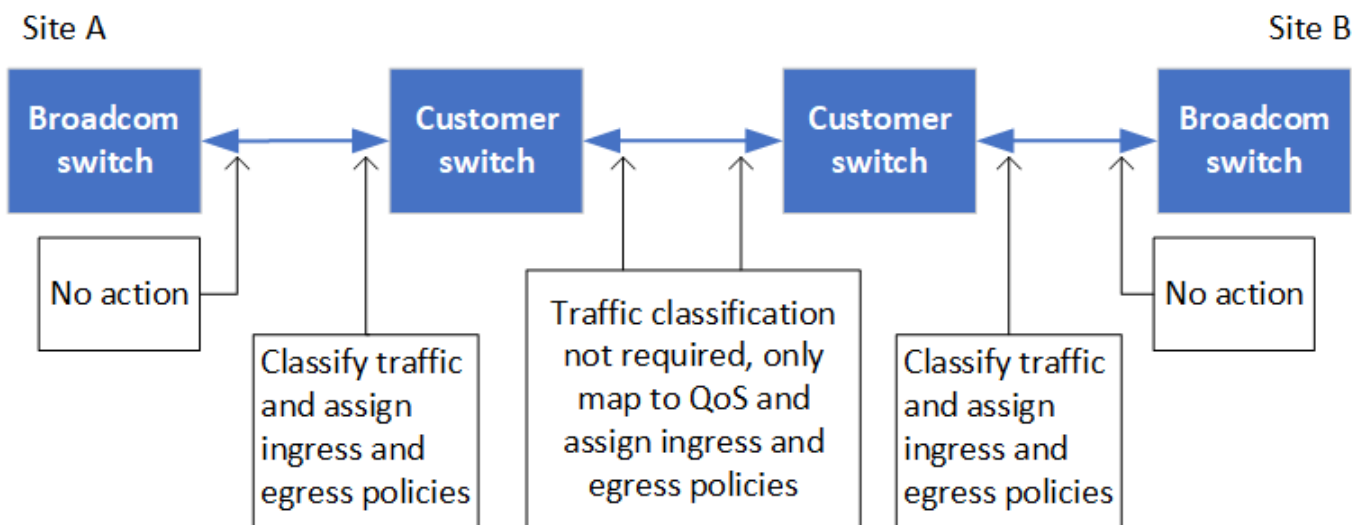 Site A
Site B
Broadcom
switch
Customer
switch
Customer
switch
Broadcom
switch
No action
Classify traffic
and assign
ingress and
egress policies
Traffic classification
not required, only
map to QoS and
assign ingress and
egress policies
Classify traffic
and assign
ingress and
egress policies
No action